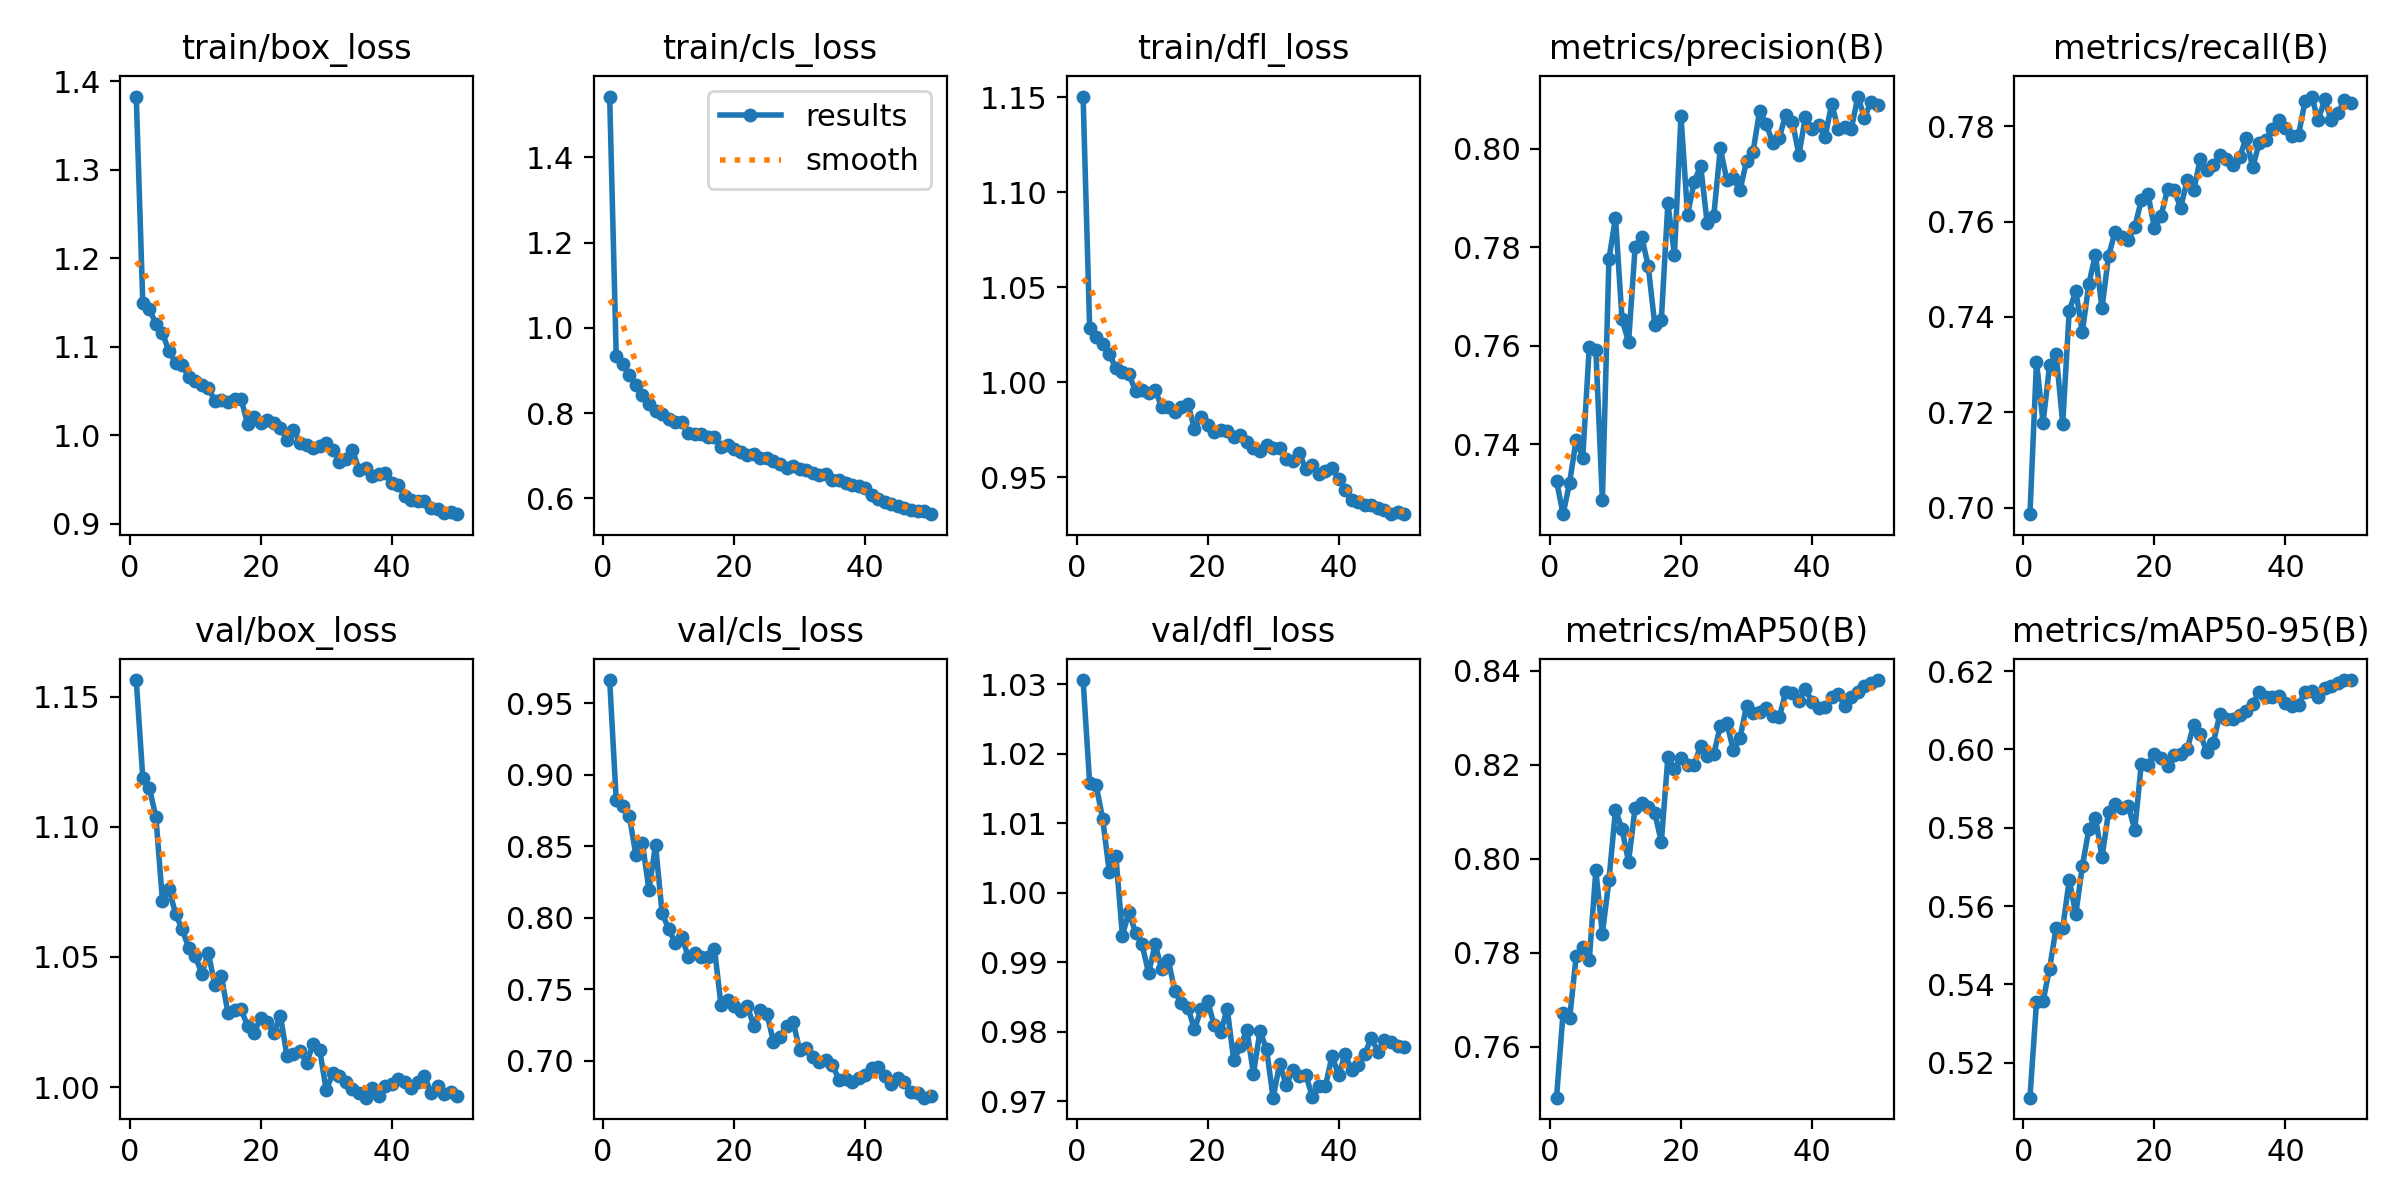 train/box_loss
1.4
1.3
1.2
1.1
1.0
0.9
0 20 40
train/cls_loss
results
smooth
1.4
1.2
1.0
0.8
0.6
0 20 40
train/dfl_loss
1.15
1.10
1.05
1.00
0.95
0 20 40
metrics/precision(B)
0.80
0.78
0.76
0.74
0 20 40
metrics/recall(B)
0.78
0.76
0.74
0.72
0.70
0 20 40
val/box_loss
1.15
1.10
1.05
1.00
0 20 40
val/cls_loss
0.95
0.90
0.85
0.80
0.75
0.70
0 20 40
val/dfl_loss
1.03
1.02
1.01
1.00
0.99
0.98
0.97
0 20 40
metrics/mAP50(B)
0.84
0.82
0.80
0.78
0.76
0 20 40
metrics/mAP50-95(B)
0.62
0.60
0.58
0.56
0.54
0.52
0 20 40